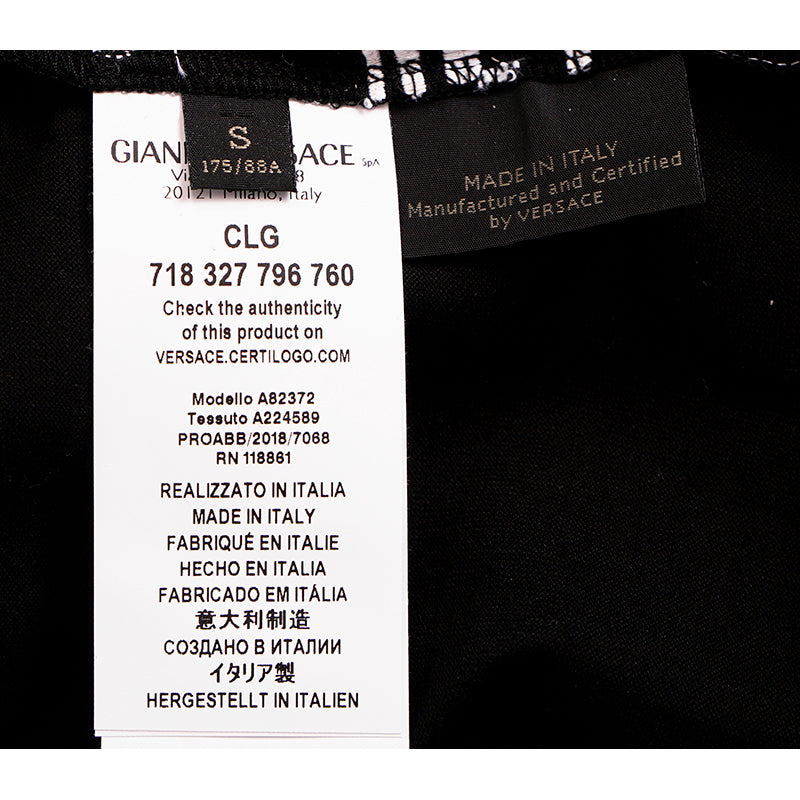 S
175/88A
GIAN SACE SpA
Vi 8
20121 Milano, Italy
CLG
718 327 796 760
Check the authenticity
of this product on
VERSACE.CERTILOGO.COM
Modello A82372
Tessuto A224589
PROABB/2018/7068
RN 118861
REALIZZATO IN ITALIA
MADE IN ITALY
FABRIQUÉ EN ITALIE
HECHO EN ITALIA
FABRICADO EM ITÁLIA
意大利制造
СОЗДАНО В ИТАЛИИ
イタリア製
HERGESTELLT IN ITALIEN
MADE IN ITALY
Manufactured and Certified
by VERSACE